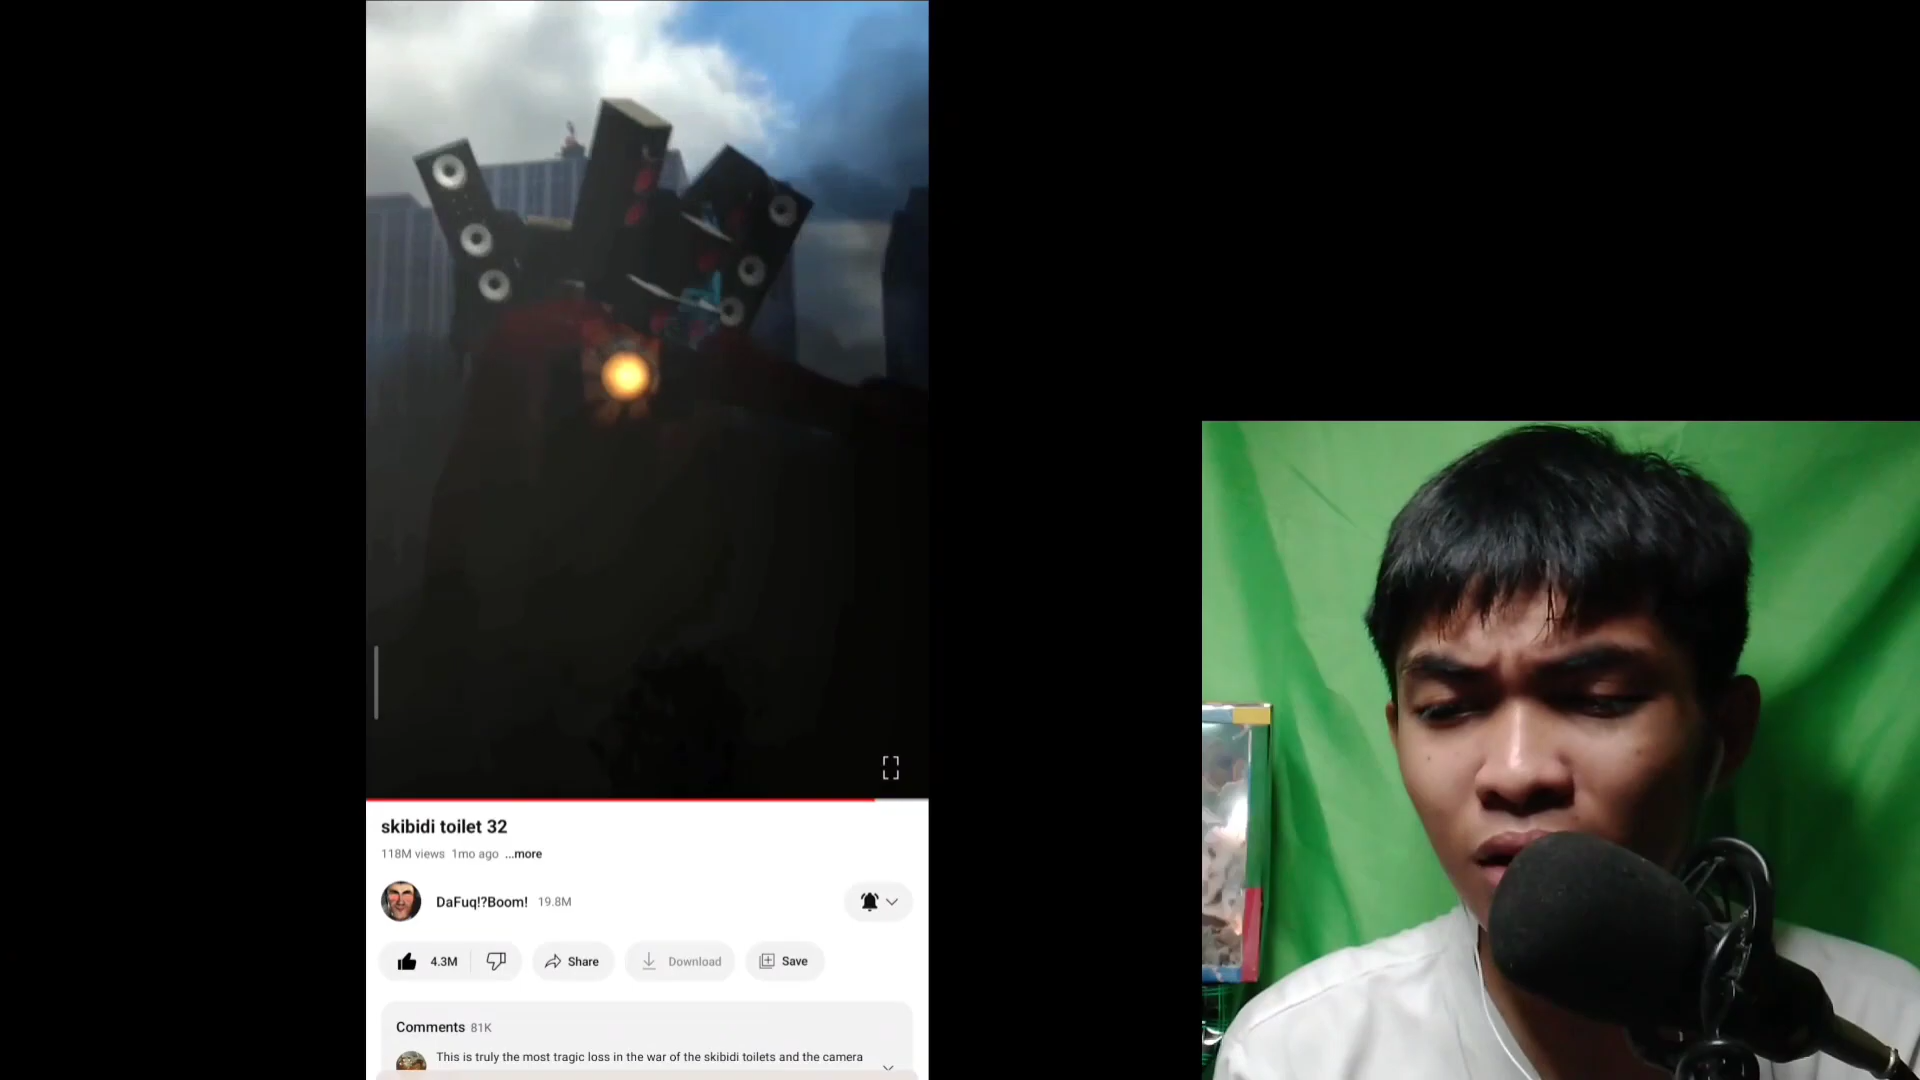 skibidi toilet 32
118M views 1mo ago ...more
DaFuq!?Boom! 19.8M
4.3M Share Download Save
Comments 81K
This is truly the most tragic loss in the war of the skibidi toilets and the camera